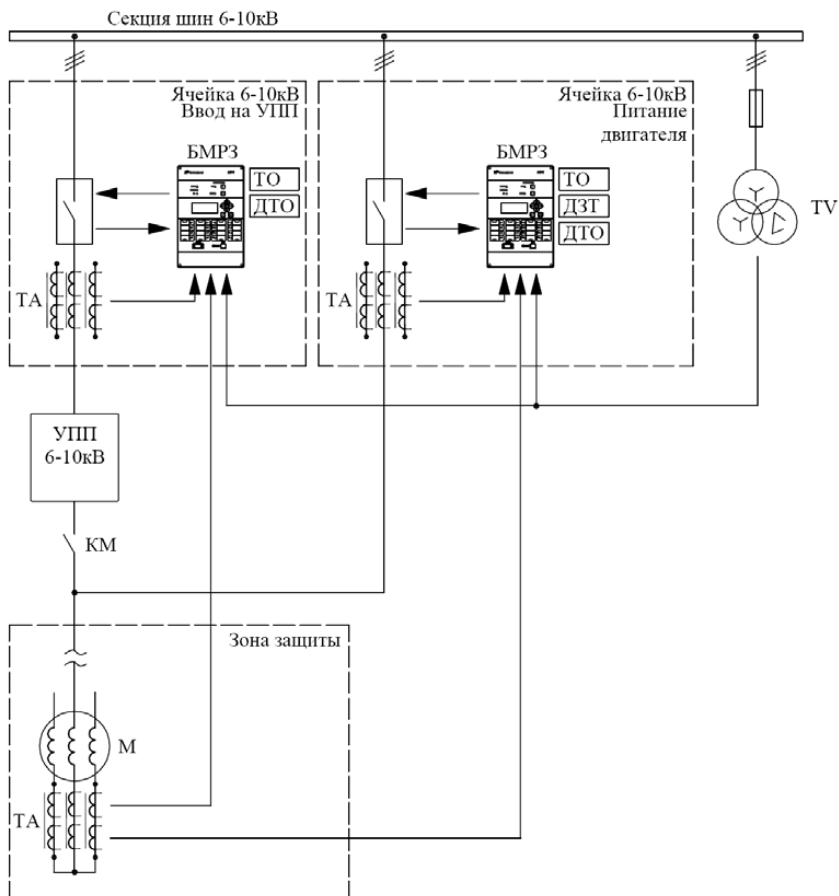 Секция шин 6-10кВ
Ячейка 6-10кВ
Ввод на УПП
БМРЗ
ТО
ДТО
ТА
Ячейка 6-10кВ
Питание
двигателя
БМРЗ
ТО
ДЗТ
ДТО
ТА
TV
УПП
6-10кВ
КМ
Зона защиты
М
ТА